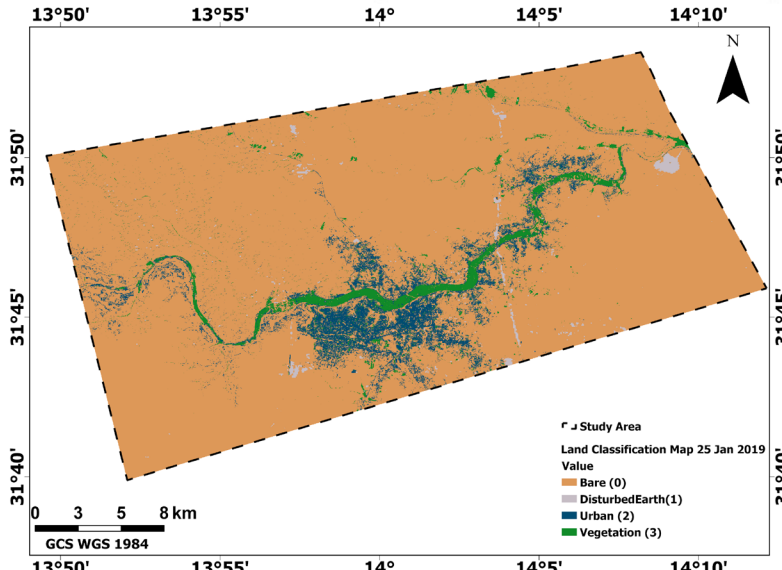 13°50' 13°55' 14° 14°5' 14°10'
N
31°50' 31°50'
31°45' 31°45'
31°40' 31°40'
Study Area
Land Classification Map 25 Jan 2019
Value
Bare (0)
DisturbedEarth(1)
Urban (2)
Vegetation (3)
0 3 5 8 km
GCS WGS 1984
13°50' 13°55' 14° 14°5' 14°10'